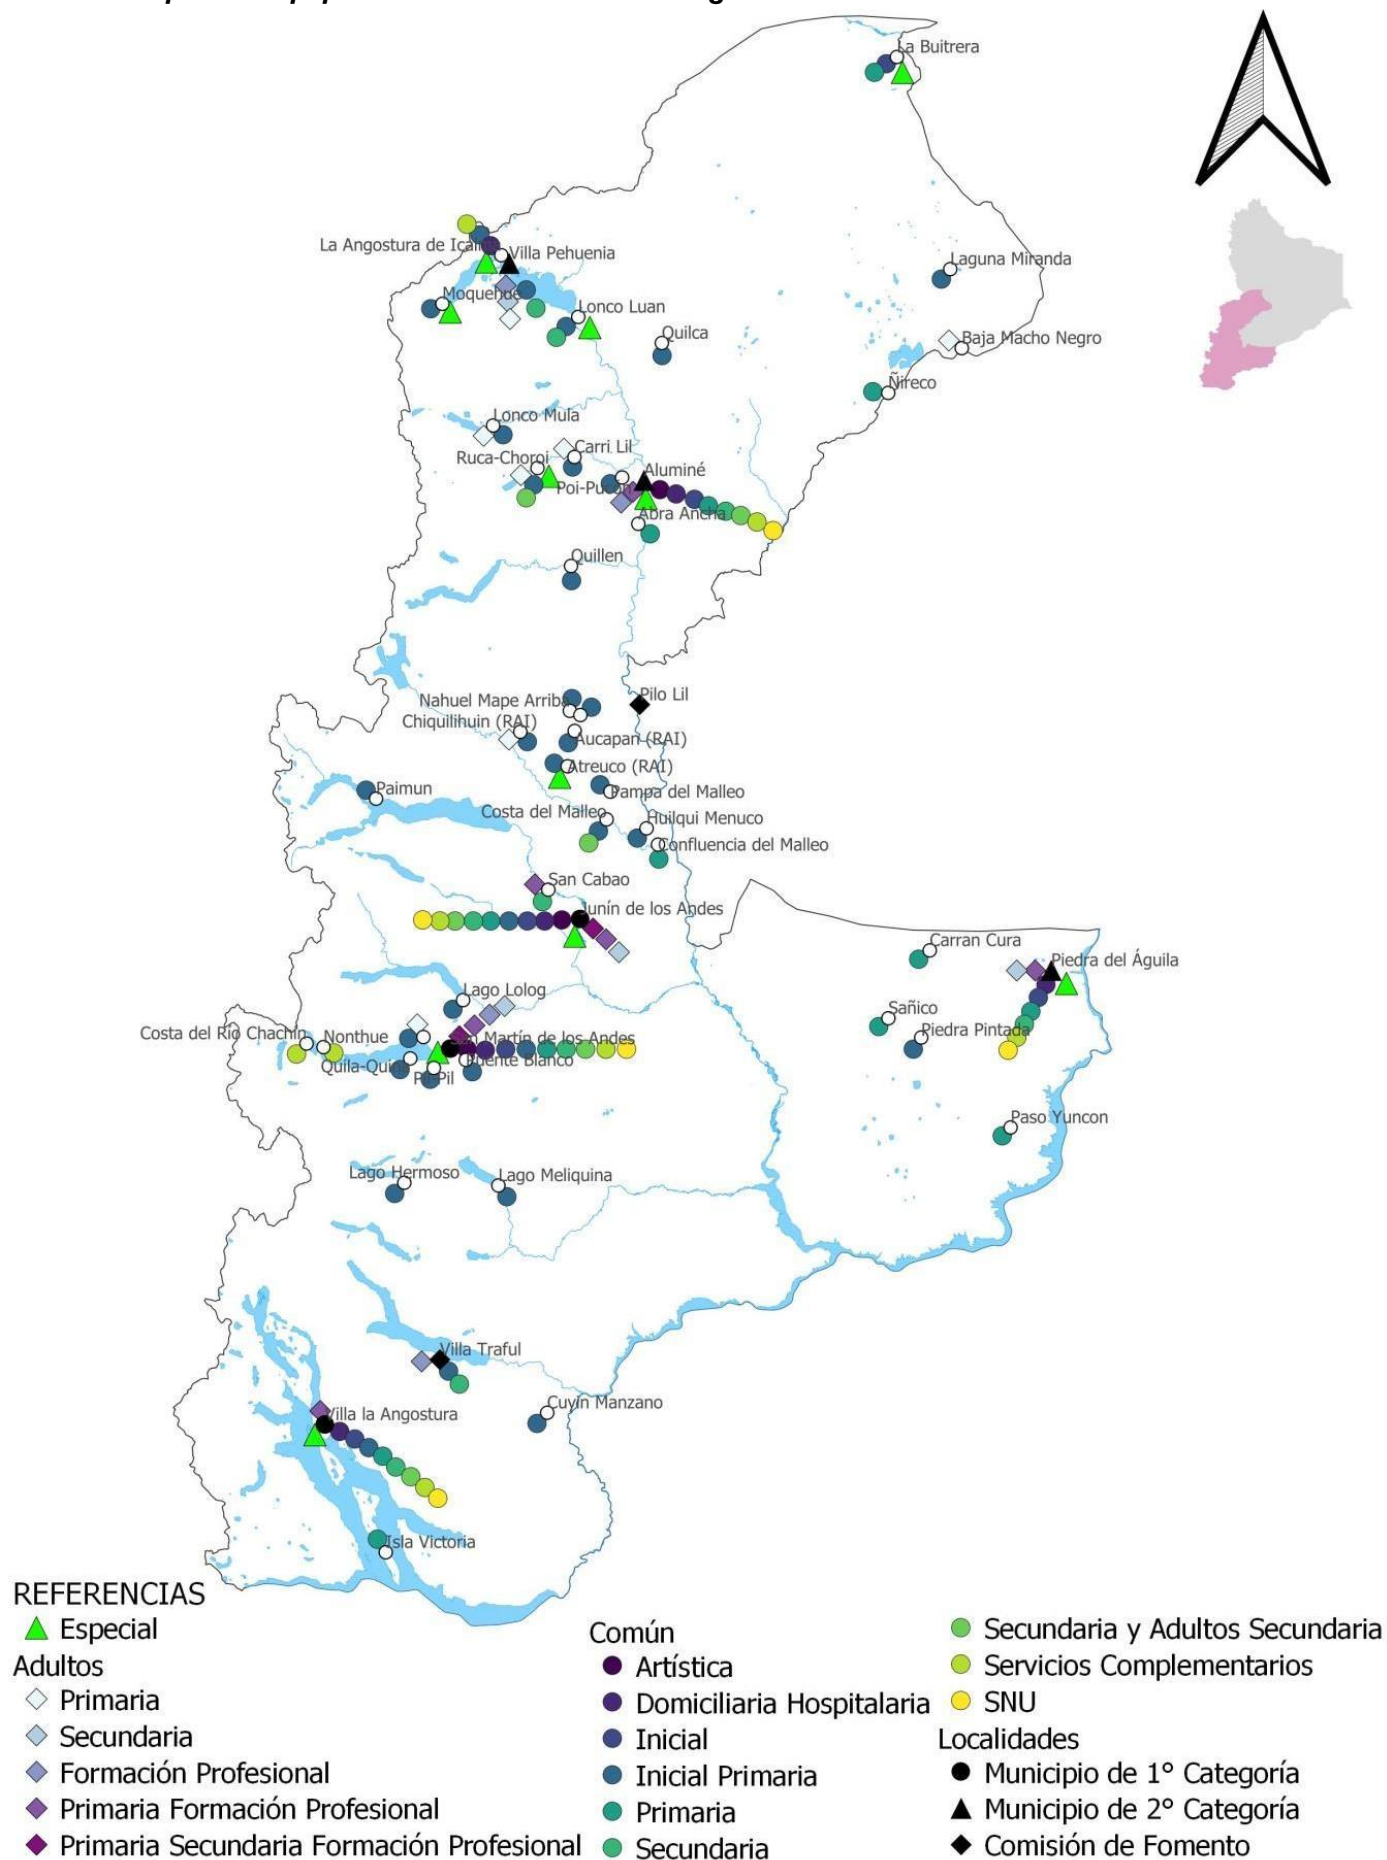 La Buitrera
La Angostura de Icalma
Villa Pehuenia
Laguna Miranda
Moquehue
Lonco Luan
Quilca
Baja Macho Negro
Ñireco
Lonco Mula
Carri Lil
Ruca-Choroi
Aluminé
Poi-Pucón
Abra Ancha
Quillen
Pilo Lil
Nahuel Mape Arriba
Chiquilihuin (RAI)
Aucapan (RAI)
Atreuco (RAI)
Paimun
Pampa del Malleo
Costa del Malleo
Huilqui Menuco
Confluencia del Malleo
San Cabao
Junín de los Andes
Carran Cura
Piedra del Águila
Lago Lolog
Sañico
Costa del Río Chachín
Nonthue
San Martín de los Andes
Piedra Pintada
Quila-Quina
Puente Blanco
Pil Pil
Paso Yuncon
Lago Hermoso
Lago Meliquina
Villa Traful
Cuyín Manzano
Villa la Angostura
Isla Victoria
REFERENCIAS
Especial
Adultos
Primaria
Secundaria
Formación Profesional
Primaria Formación Profesional
Primaria Secundaria Formación Profesional
Común
Artística
Domiciliaria Hospitalaria
Inicial
Inicial Primaria
Primaria
Secundaria
Secundaria y Adultos Secundaria
Servicios Complementarios
SNU
Localidades
Municipio de 1° Categoría
Municipio de 2° Categoría
Comisión de Fomento